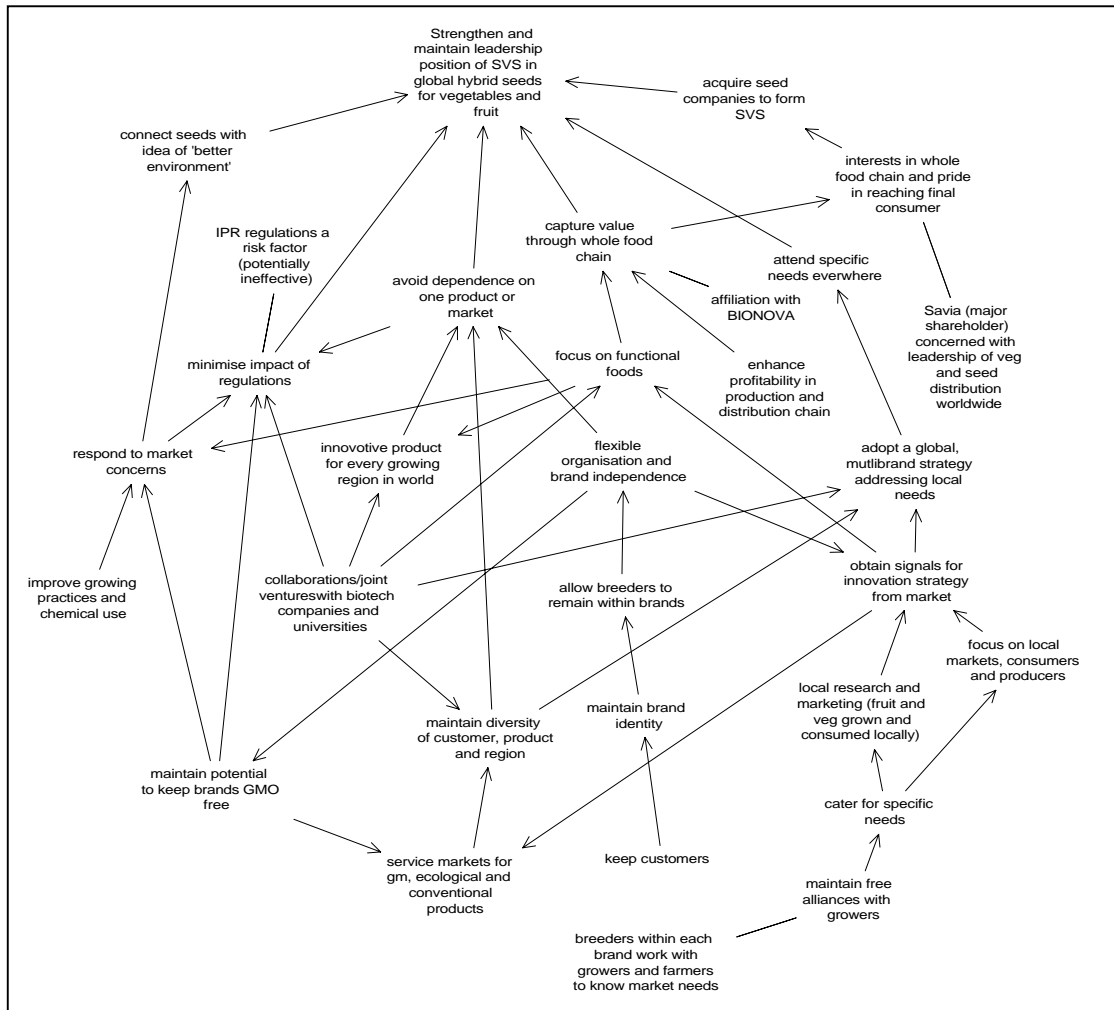 Strengthen and
maintain leadership
position of SVS in
global hybrid seeds
for vegetables and
fruit
acquire seed
companies to form
SVS
connect seeds with
idea of 'better
environment'
interests in whole
food chain and pride
in reaching final
consumer
IPR regulations a
risk factor
(potentially
ineffective)
capture value
through whole food
chain
attend specific
needs everwhere
avoid dependence on
one product or
market
affiliation with
BIONOVA
Savia (major
shareholder)
concerned with
leadership of veg
and seed
distribution
worldwide
minimise impact of
regulations
focus on functional
foods
enhance
profitability in
production and
distribution chain
respond to market
concerns
innovotive product
for every growing
region in world
flexible
organisation and
brand independence
adopt a global,
mutlibrand strategy
addressing local
needs
improve growing
practices and
chemical use
collaborations/joint
ventureswith biotech
companies and
universities
allow breeders to
remain within brands
obtain signals for
innovation strategy
from market
focus on local
markets, consumers
and producers
local research and
marketing (fruit and
veg grown and
consumed locally)
maintain diversity
of customer, product
and region
maintain brand
identity
maintain potential
to keep brands GMO
free
cater for specific
needs
service markets for
gm, ecological and
conventional
products
keep customers
maintain free
alliances with
growers
breeders within each
brand work with
growers and farmers
to know market needs